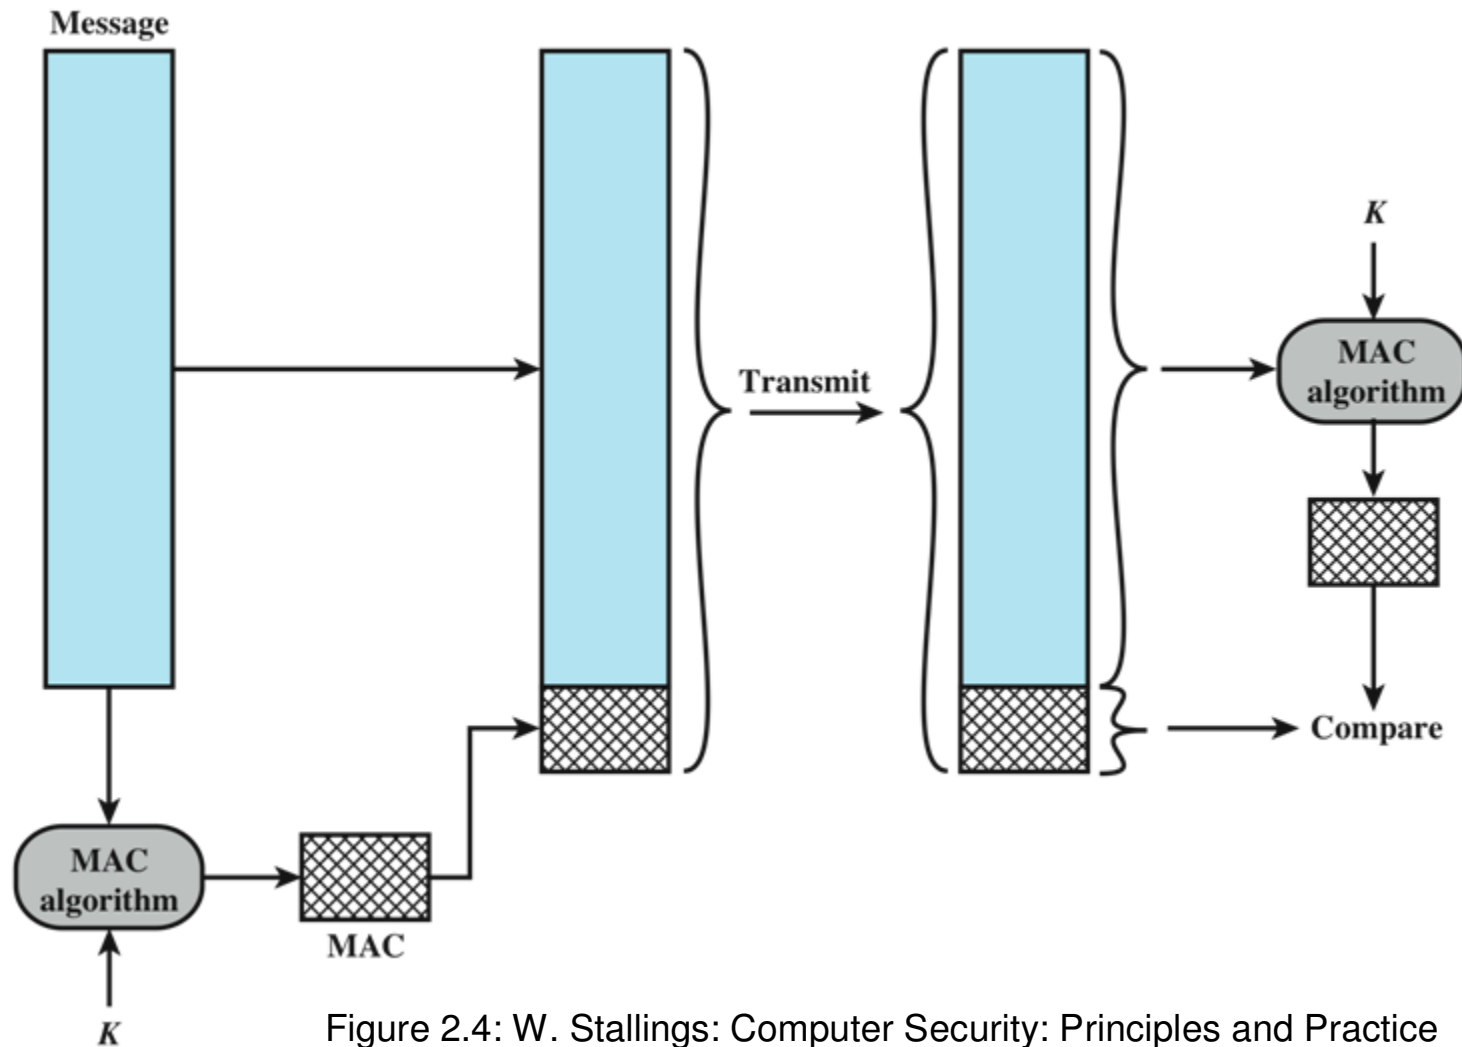 Message
Transmit
K
MAC
algorithm
Compare
MAC
algorithm
MAC
K
Figure 2.4: W. Stallings: Computer Security: Principles and Practice